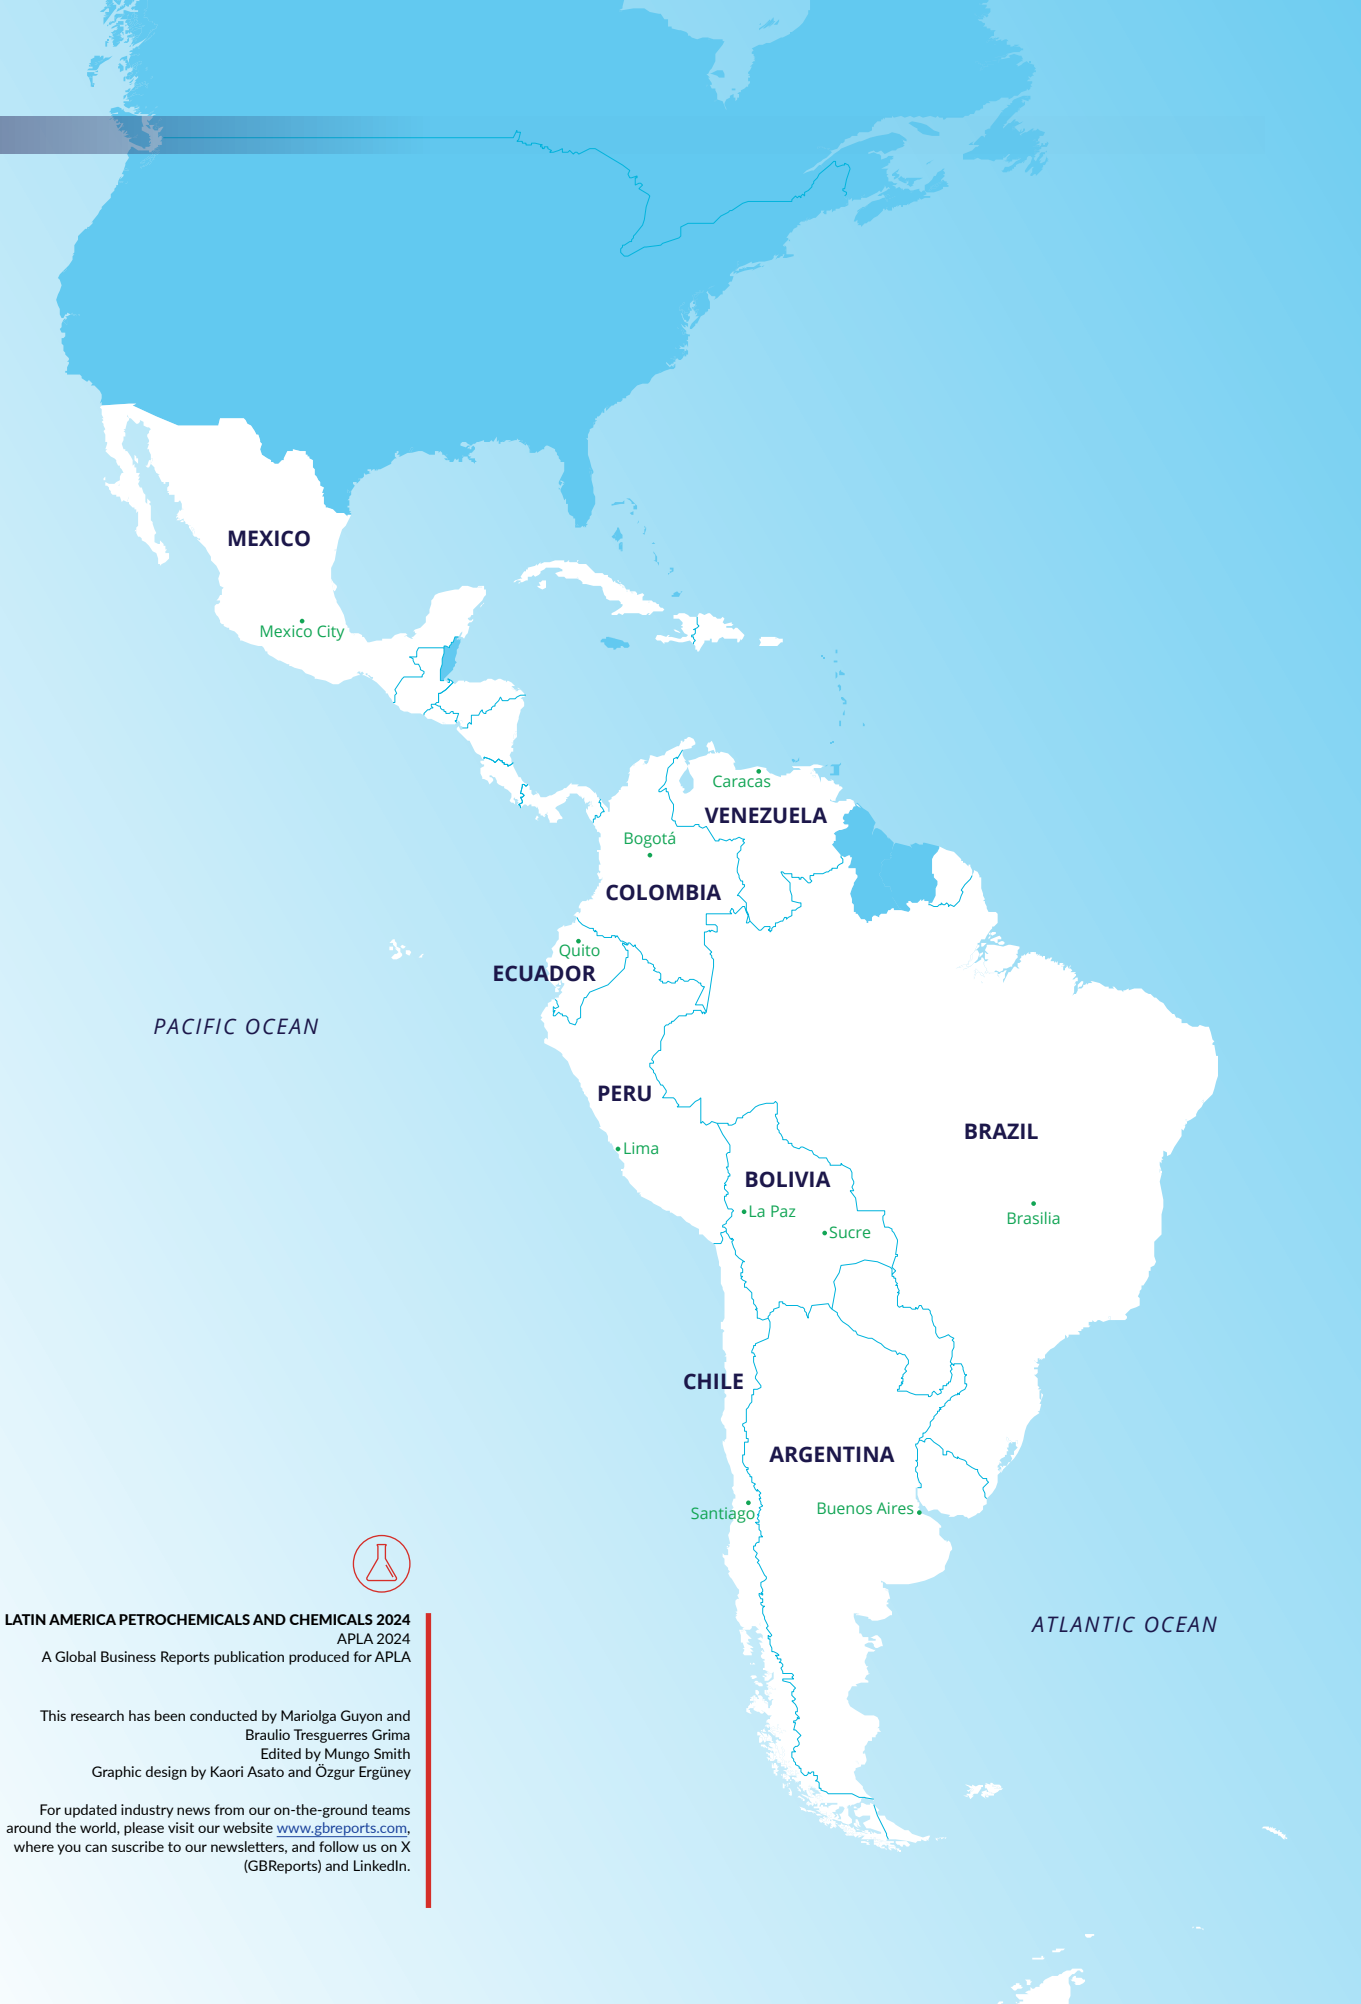 MEXICO
Mexico City
Caracas
VENEZUELA
Bogotá
COLOMBIA
Quito
ECUADOR
PACIFIC OCEAN
PERU
BRAZIL
Lima
BOLIVIA
La Paz
Sucre
Brasilia
CHILE
ARGENTINA
Santiago
Buenos Aires
ATLANTIC OCEAN
LATIN AMERICA PETROCHEMICALS AND CHEMICALS 2024
APLA 2024
A Global Business Reports publication produced for APLA
This research has been conducted by Mariolga Guyon and
Braulio Tresguerres Grima
Edited by Mungo Smith
Graphic design by Kaori Asato and Özgur Ergüney
For updated industry news from our on-the-ground teams
around the world, please visit our website www.gbreports.com,
where you can suscribe to our newsletters, and follow us on X
(GBReports) and LinkedIn.